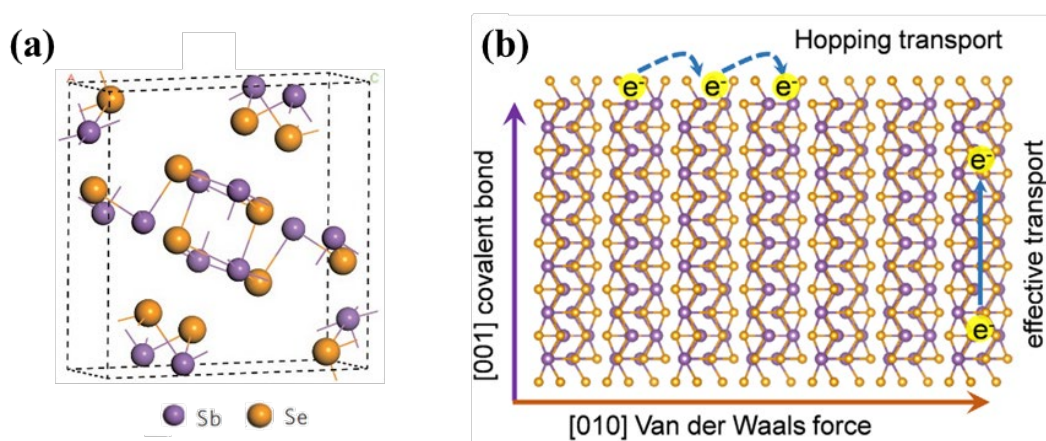 (a)
A
C
Sb
Se
(b)
Hopping transport
e⁻ e⁻ e⁻
[001] covalent bond
e⁻
effective transport
e⁻
[010] Van der Waals force